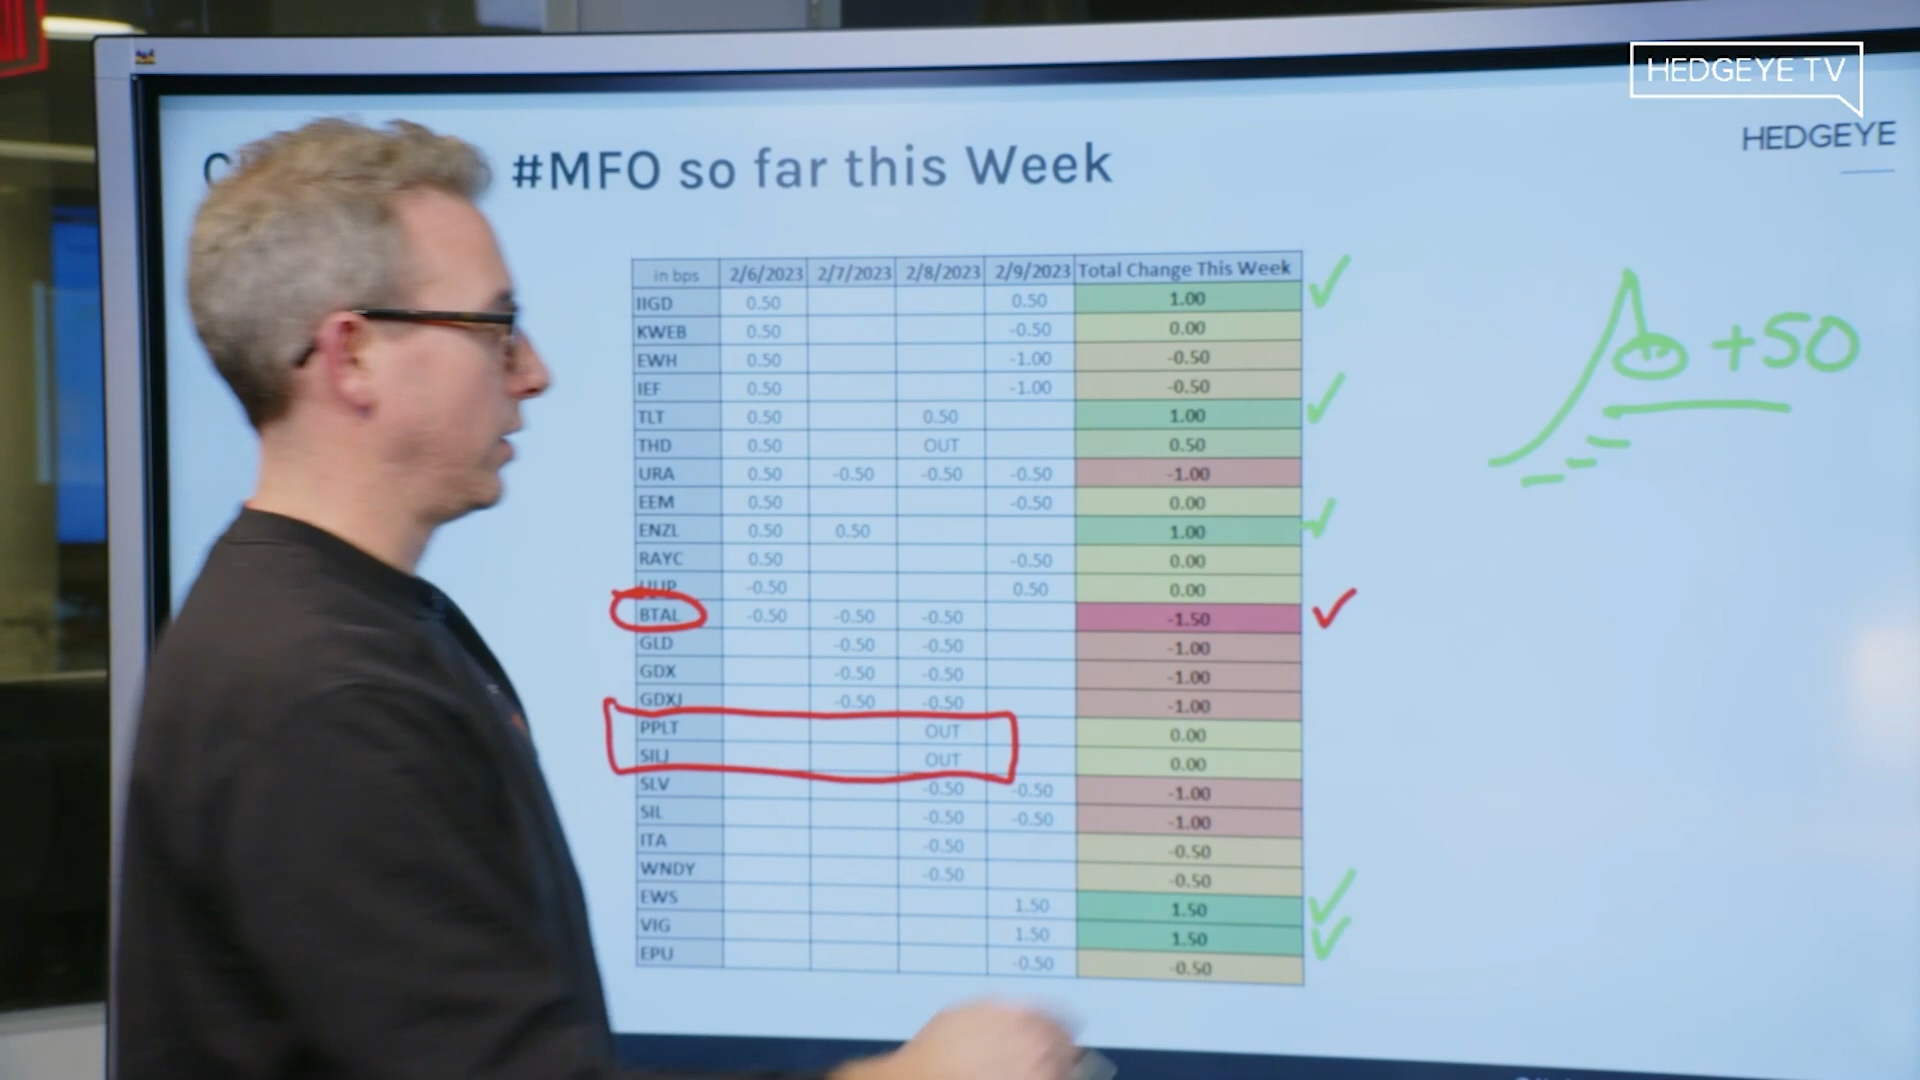 HEDGEYE TV
HEDGEYE
#MFO so far this Week
in bps 2/6/2023 2/7/2023 2/8/2023 2/9/2023 Total Change This Week
IIGD 0.50 0.50 1.00
KWEB 0.50 -0.50 0.00
EWH 0.50 -1.00 -0.50
IEF 0.50 -1.00 -0.50
TLT 0.50 0.50 1.00
THD 0.50 OUT 0.50
URA 0.50 -0.50 -0.50 -0.50 -1.00
EEM 0.50 -0.50 0.00
ENZL 0.50 0.50 1.00
RAYC 0.50 -0.50 0.00
UUP -0.50 0.50 0.00
BTAL -0.50 -0.50 -0.50 -1.50
GLD -0.50 -0.50 -1.00
GDX -0.50 -0.50 -1.00
GDXJ -0.50 -0.50 -1.00
PPLT OUT 0.00
SILJ OUT 0.00
SLV -0.50 -0.50 -1.00
SIL -0.50 -0.50 -1.00
ITA -0.50 -0.50
WNDY -0.50 -0.50
EWS 1.50 1.50
VIG 1.50 1.50
EPU -0.50 -0.50
+50